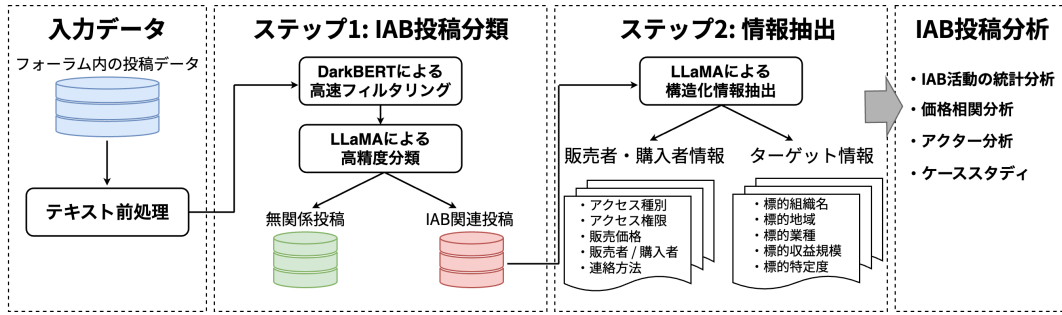 入力データ
フォーラム内の投稿データ
テキスト前処理
ステップ1: IAB投稿分類
DarkBERTによる
高速フィルタリング
LLaMAによる
高精度分類
無関係投稿
IAB関連投稿
ステップ2: 情報抽出
LLaMAによる
構造化情報抽出
販売者・購入者情報
・アクセス種別
・アクセス権限
・販売価格
・販売者 / 購入者
・連絡方法
ターゲット情報
・標的組織名
・標的地域
・標的業種
・標的収益規模
・標的特定度
IAB投稿分析
・IAB活動の統計分析
・価格相関分析
・アクター分析
・ケーススタディ